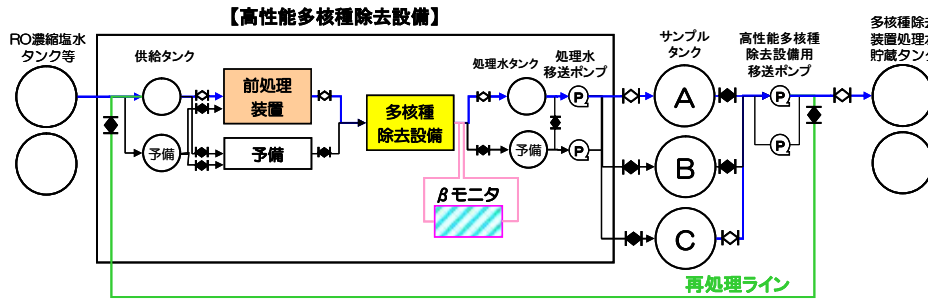 【高性能多核種除去設備】
RO濃縮塩水
タンク等
供給タンク
予備
前処理
装置
予備
多核種
除去設備
βモニタ
処理水タンク
予備
処理水
移送ポンプ
P
P
サンプル
タンク
A
B
C
高性能多核種
除去設備用
移送ポンプ
P
P
多核種除去
装置処理水
貯蔵タンク
再処理ライン